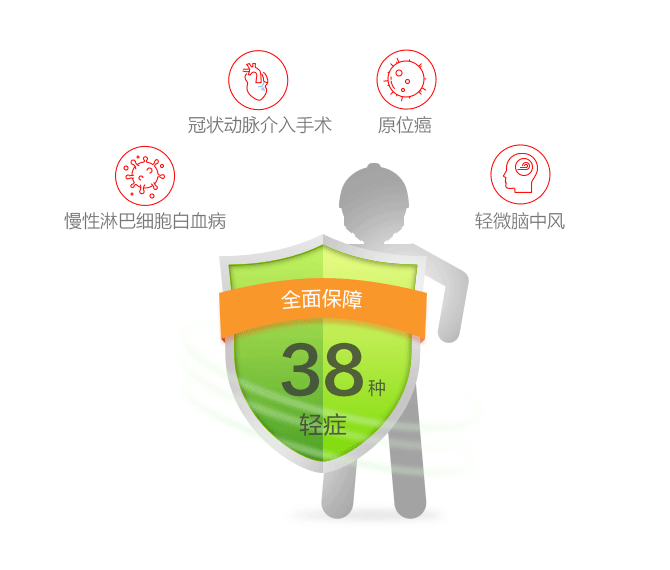 冠状动脉介入手术
原位癌
慢性淋巴细胞白血病
轻微脑中风
全面保障
38种
轻症